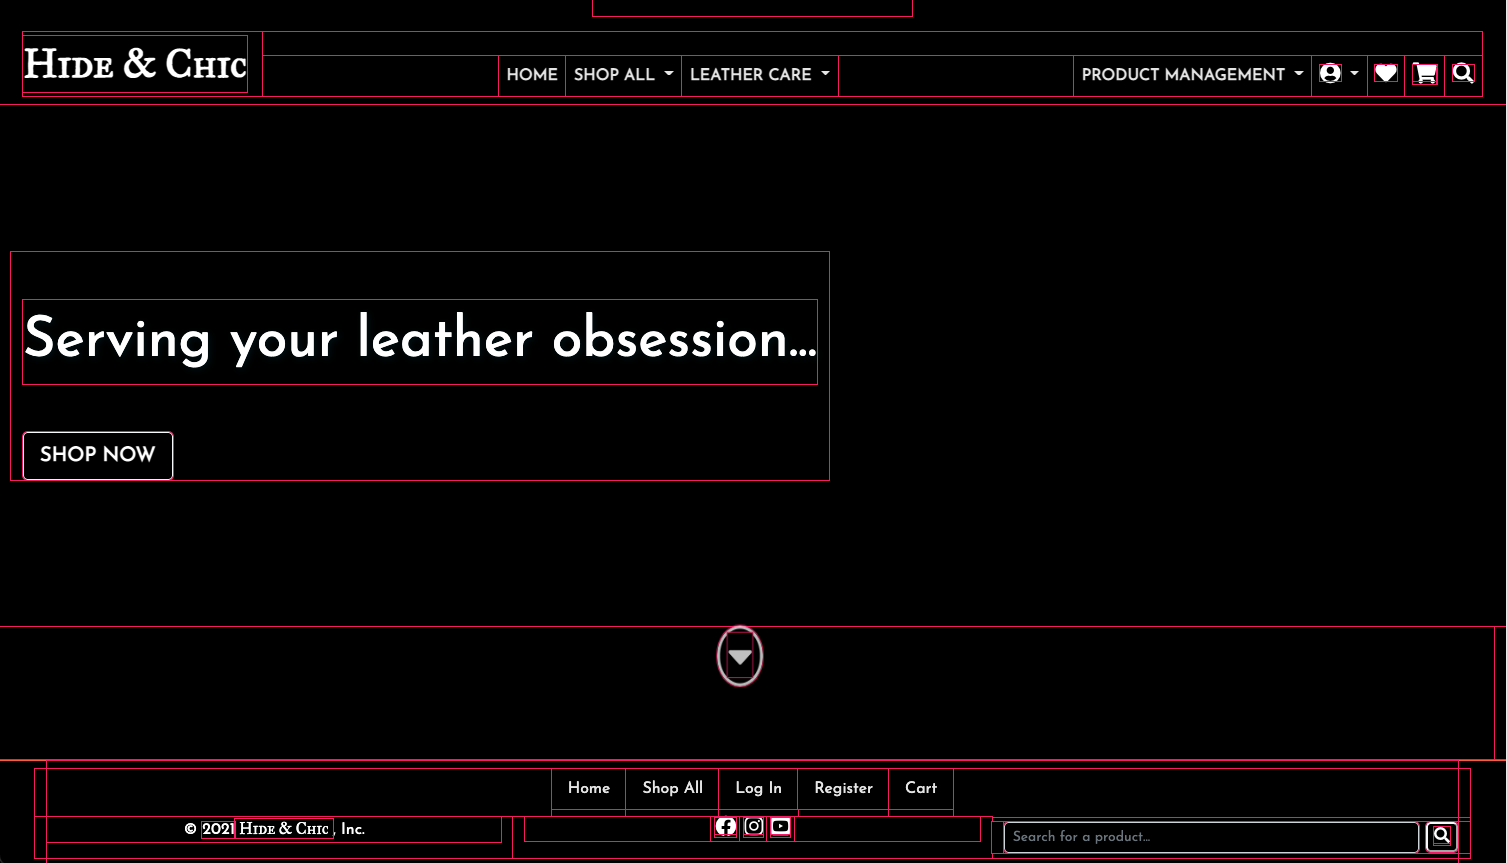 HIDE & CHIC
HOME SHOP ALL LEATHER CARE PRODUCT MANAGEMENT
Serving your leather obsession...
SHOP NOW
Home Shop All Log In Register Cart
© 2021 HIDE & CHIC, Inc.
Search for a product...